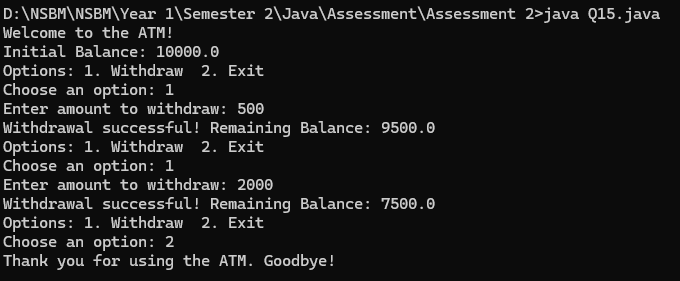 D:\NSBM\NSBM\Year 1\Semester 2\Java\Assessment\Assessment 2>java Q15.java
Welcome to the ATM!
Initial Balance: 10000.0
Options: 1. Withdraw  2. Exit
Choose an option: 1
Enter amount to withdraw: 500
Withdrawal successful! Remaining Balance: 9500.0
Options: 1. Withdraw  2. Exit
Choose an option: 1
Enter amount to withdraw: 2000
Withdrawal successful! Remaining Balance: 7500.0
Options: 1. Withdraw  2. Exit
Choose an option: 2
Thank you for using the ATM. Goodbye!